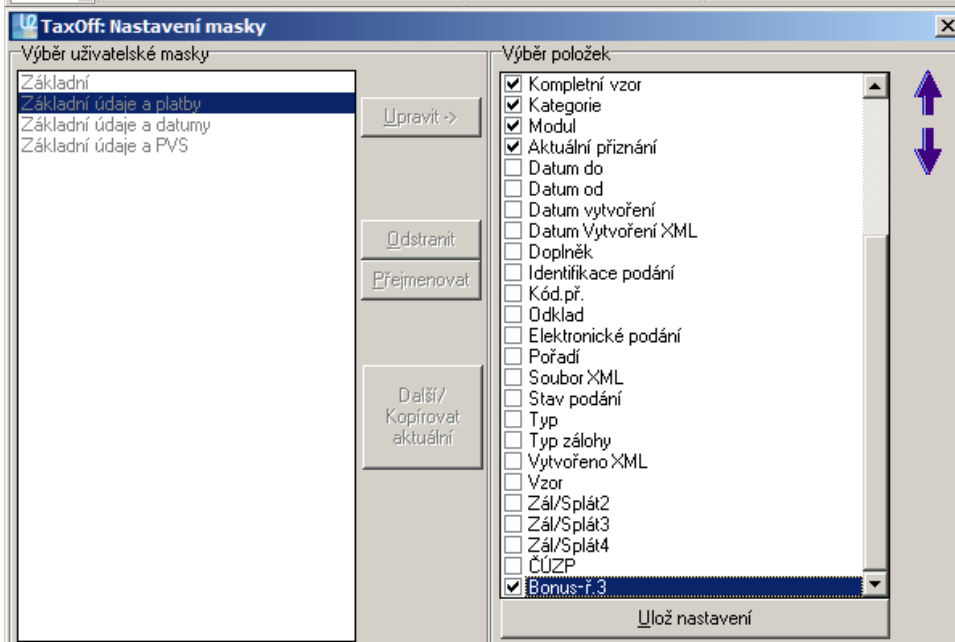 TaxOff: Nastavení masky
Výběr uživatelské masky
Základní
Základní údaje a platby
Základní údaje a datumy
Základní údaje a PVS
Upravit ->
Odstranit
Přejmenovat
Další/
Kopírovat
aktuální
Výběr položek
Kompletní vzor
Kategorie
Modul
Aktuální přiznání
Datum do
Datum od
Datum vytvoření
Datum Vytvoření XML
Doplněk
Identifikace podání
Kód.př.
Odklad
Elektronické podání
Pořadí
Soubor XML
Stav podání
Typ
Typ zálohy
Vytvořeno XML
Vzor
Zál/Splát2
Zál/Splát3
Zál/Splát4
ČÚZP
Bonus-ř.3
Ulož nastavení